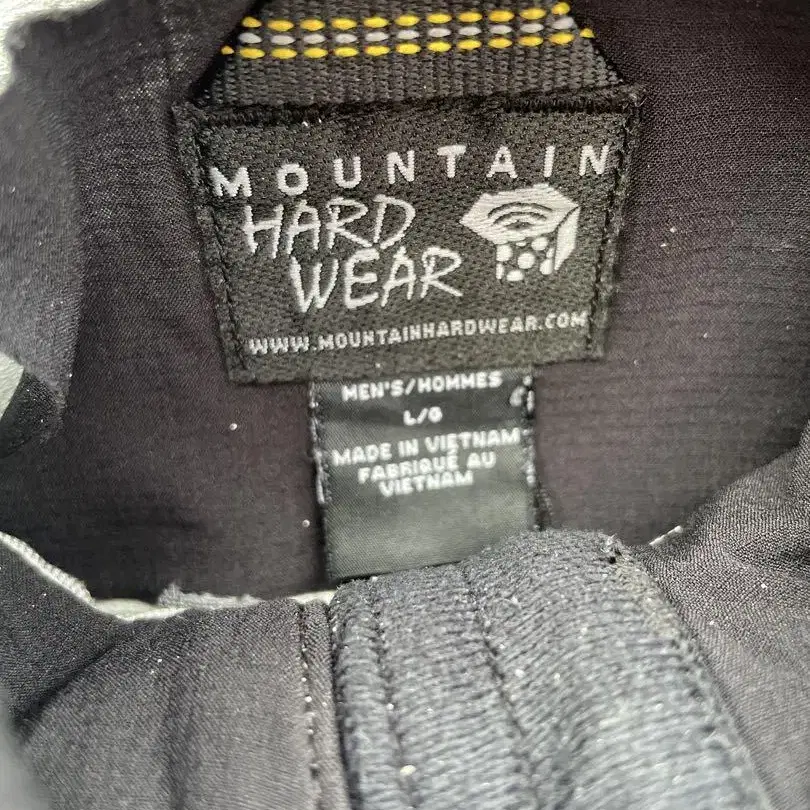 MOUNTAIN
HARD
WEAR
WWW.MOUNTAINHARDWEAR.COM
MEN'S/HOMMES
L/G
MADE IN VIETNAM
FABRIQUÉ AU
VIETNAM